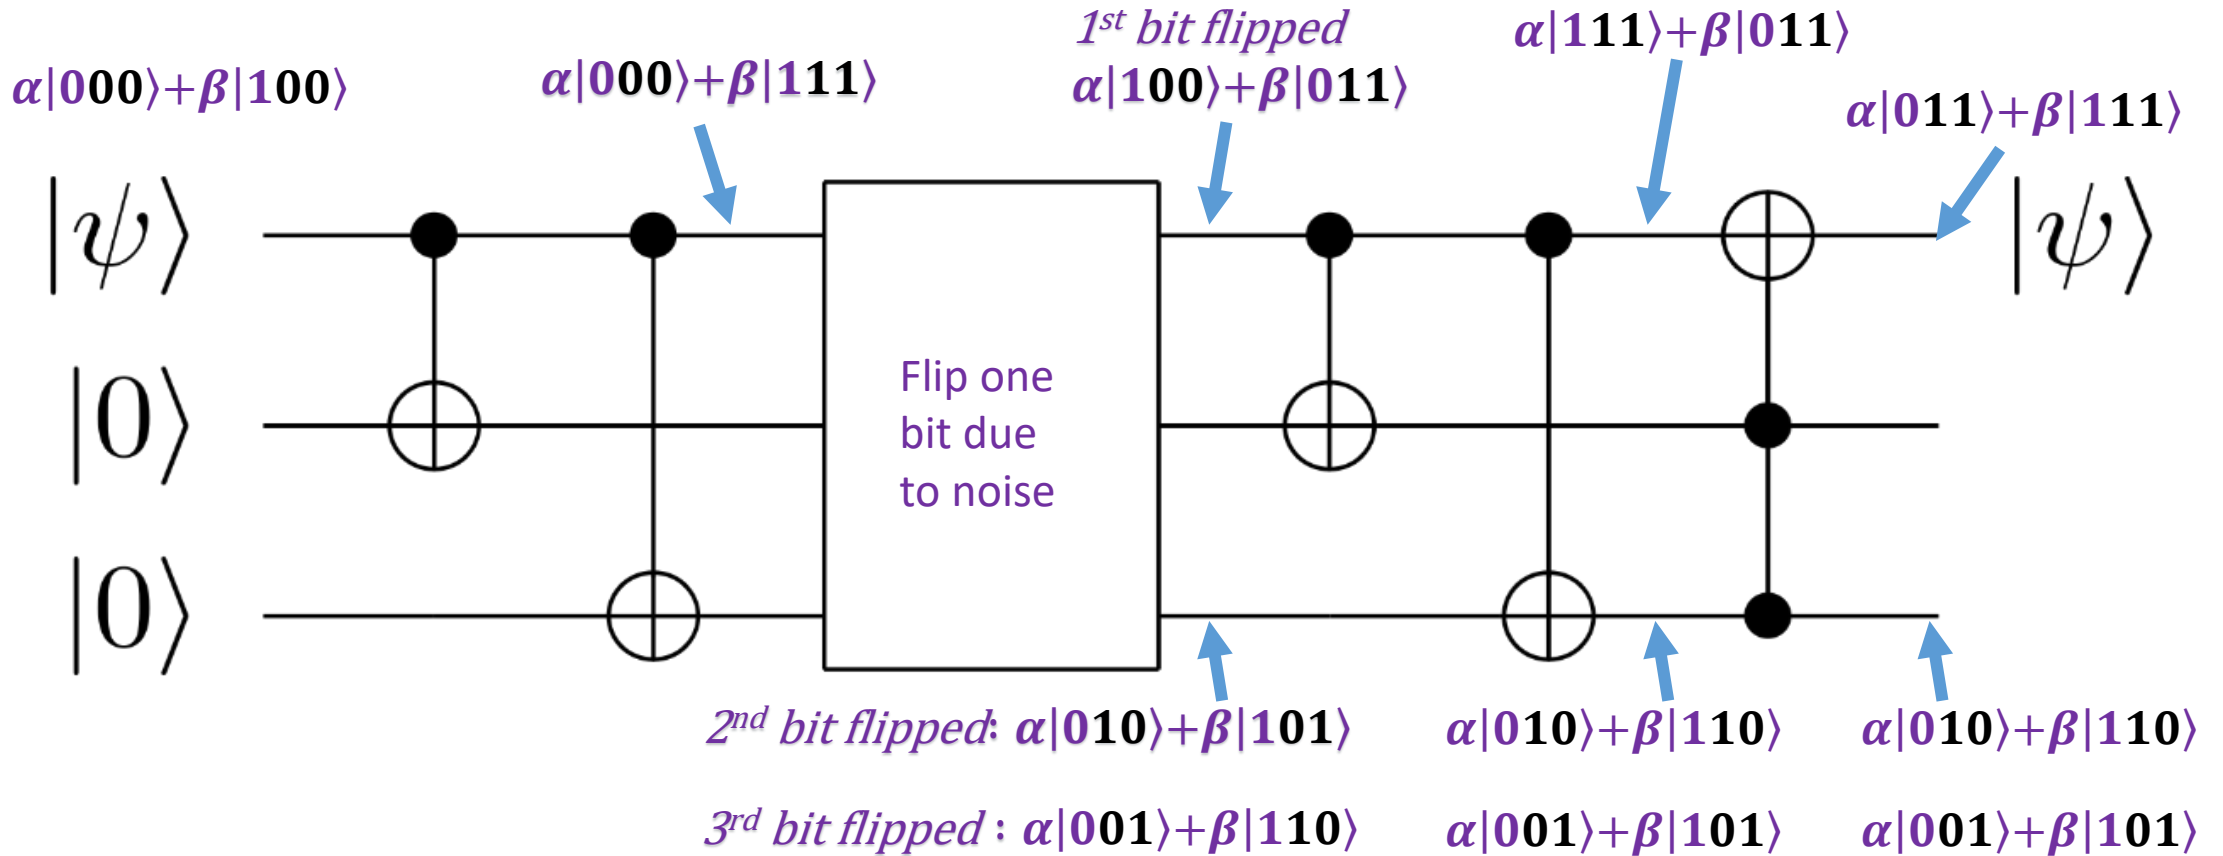 1st bit flipped
α|111⟩+β|011⟩
α|000⟩+β|100⟩
α|000⟩+β|111⟩
α|100⟩+β|011⟩
α|011⟩+β|111⟩
|ψ⟩
|ψ⟩
Flip one
bit due
to noise
|0⟩
|0⟩
2nd bit flipped: α|010⟩+β|101⟩
α|010⟩+β|110⟩
α|010⟩+β|110⟩
3rd bit flipped : α|001⟩+β|110⟩
α|001⟩+β|101⟩
α|001⟩+β|101⟩